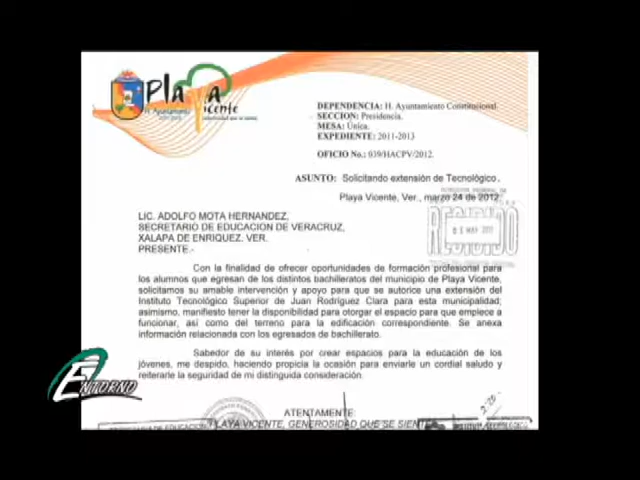 Playa
Vicente
H. Ayuntamiento
DEPENDENCIA: H. Ayuntamiento Constitucional.
SECCION: Presidencia.
MESA: Única.
EXPEDIENTE: 2011-2013
OFICIO No.: 039/HACPV/2012.
ASUNTO: Solicitando extensión de Tecnológico.
Playa Vicente, Ver., marzo 24 de 2012.
RECIBIDO
LIC. ADOLFO MOTA HERNANDEZ,
SECRETARIO DE EDUCACION DE VERACRUZ,
XALAPA DE ENRIQUEZ, VER.
PRESENTE.-
Con la finalidad de ofrecer oportunidades de formación profesional para
los alumnos que egresan de los distintos bachilleratos del municipio de Playa Vicente,
solicitamos su amable intervención y apoyo para que se autorice una extensión del
Instituto Tecnológico Superior de Juan Rodríguez Clara para esta municipalidad;
asimismo, manifiesto tener la disponibilidad para otorgar el espacio para que empiece a
funcionar, así como del terreno para la edificación correspondiente. Se anexa
información relacionada con los egresados de bachillerato.
Sabedor de su interés por crear espacios para la educación de los
jóvenes, me despido, haciendo propicia la ocasión para enviarle un cordial saludo y
reiterarle la seguridad de mi distinguida consideración.
ENTORNO
ATENTAMENTE
PLAYA VICENTE, GENEROSIDAD QUE SE SIENTE